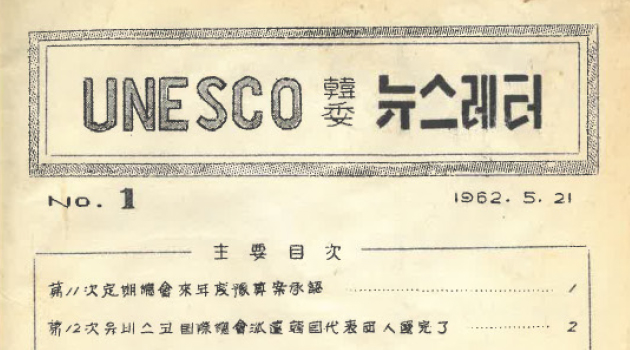 UNESCO 韓委 뉴스레터
No. 1 1962. 5. 21
主要目次
第11次定期總會來年度豫算案承認 1
第12次유네스코 國際總會派遣韓国代表四人選完了 2